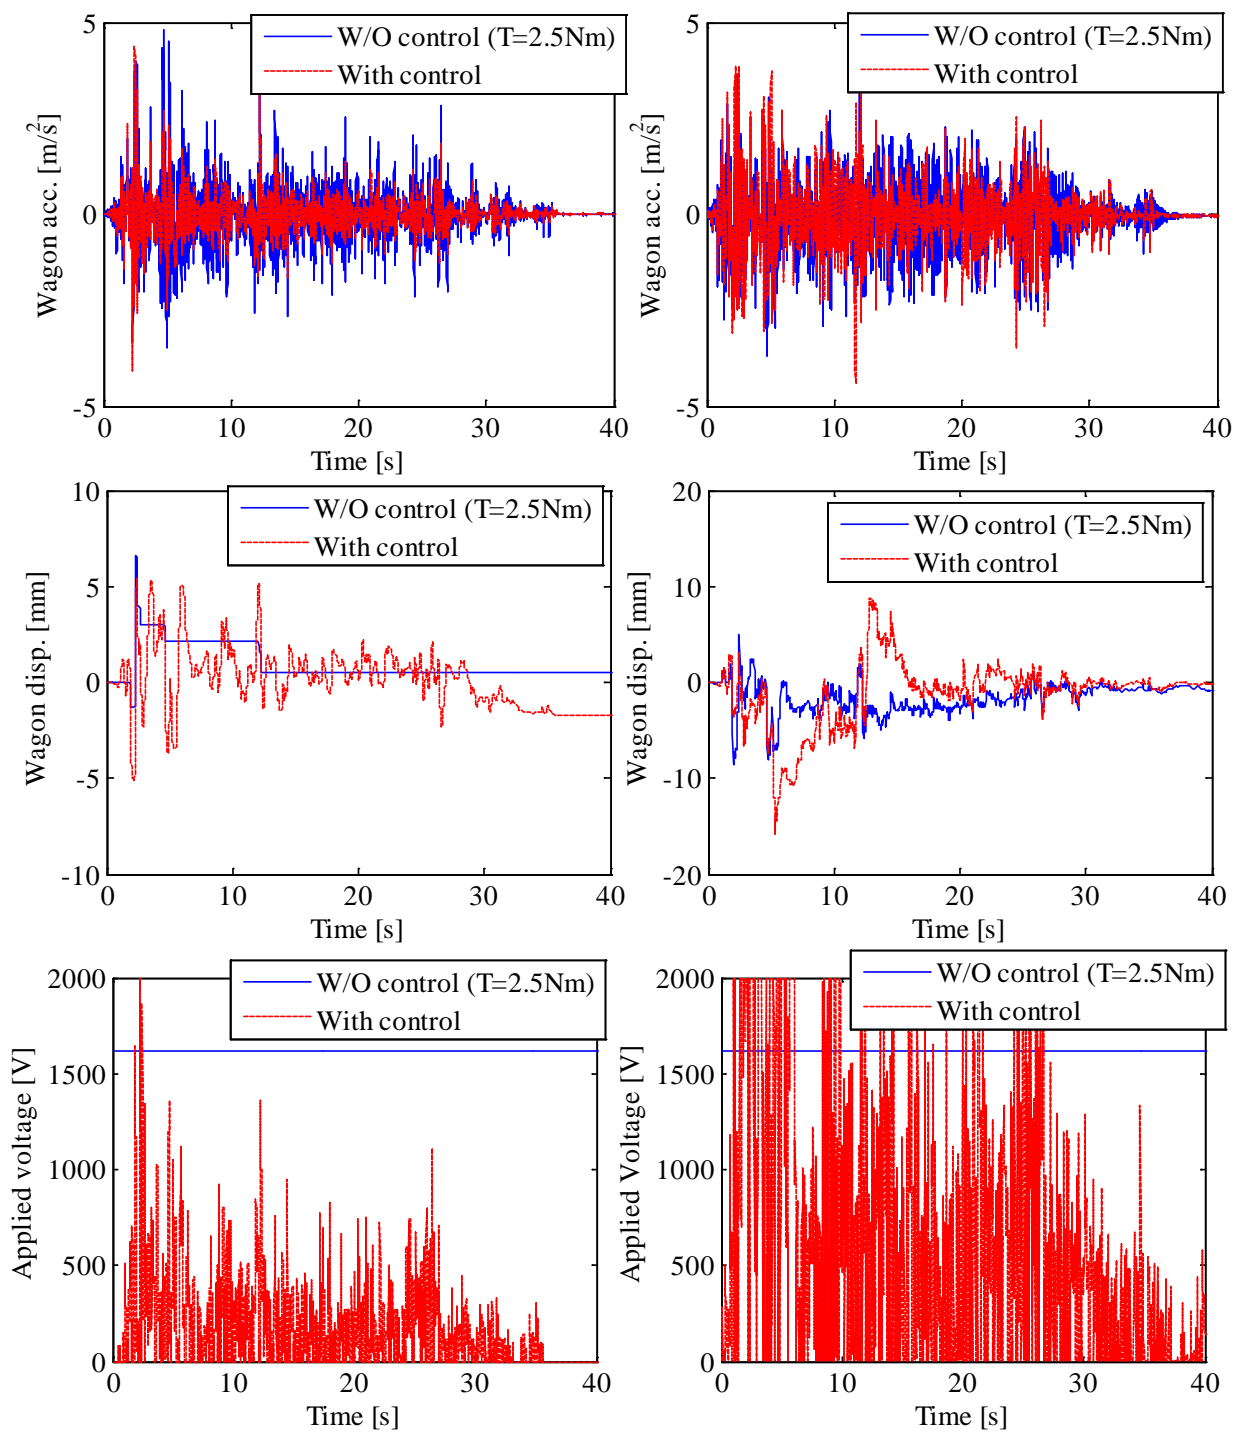 W/O control (T=2.5Nm)
With control
5
0
-5
Wagon acc. [m/s²]
0 10 20 30 40
Time [s]
W/O control (T=2.5Nm)
With control
5
0
-5
Wagon acc. [m/s²]
0 10 20 30 40
Time [s]
W/O control (T=2.5Nm)
With control
10
5
0
-5
-10
Wagon disp. [mm]
0 10 20 30 40
Time [s]
W/O control (T=2.5Nm)
With control
20
10
0
-10
-20
Wagon disp. [mm]
0 10 20 30 40
Time [s]
W/O control (T=2.5Nm)
With control
2000
1500
1000
500
0
Applied voltage [V]
0 10 20 30 40
Time [s]
W/O control (T=2.5Nm)
With control
2000
1500
1000
500
0
Applied Voltage [V]
0 10 20 30 40
Time [s]